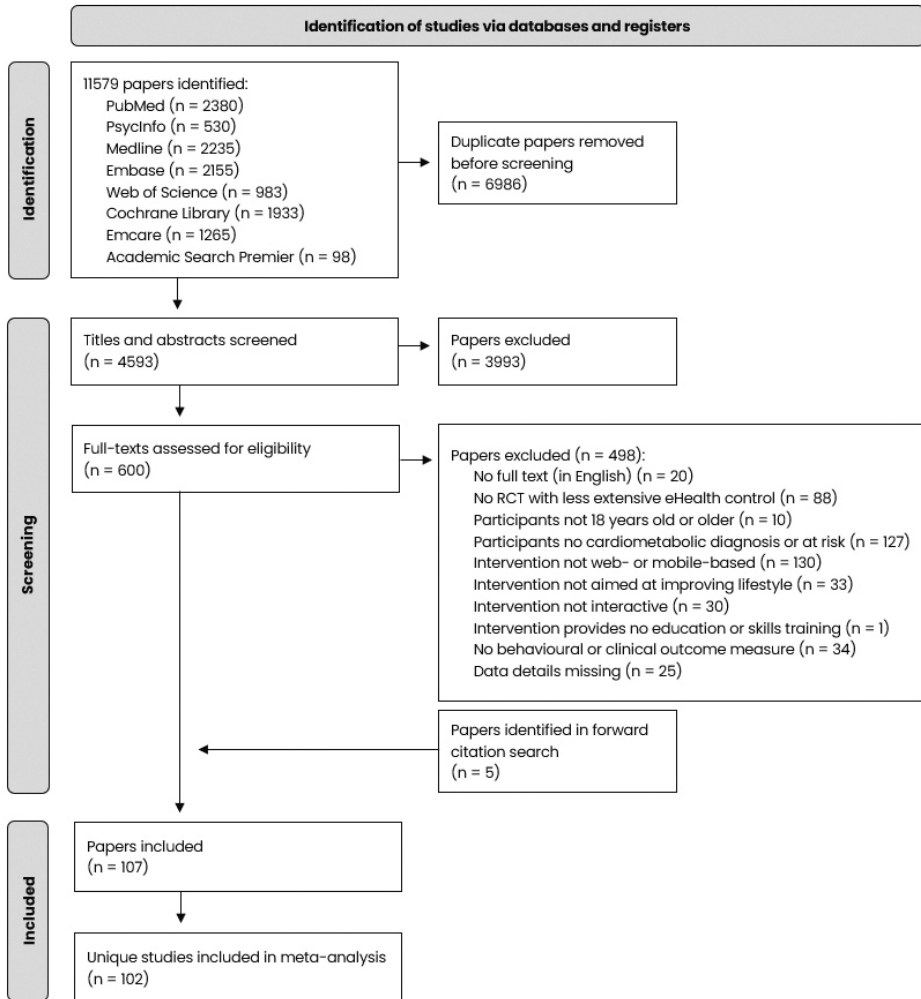 Identification of studies via databases and registers
Identification
11579 papers identified:
PubMed (n = 2380)
PsycInfo (n = 530)
Medline (n = 2235)
Embase (n = 2155)
Web of Science (n = 983)
Cochrane Library (n = 1933)
Emcare (n = 1265)
Academic Search Premier (n = 98)
Duplicate papers removed
before screening
(n = 6986)
Screening
Titles and abstracts screened
(n = 4593)
Papers excluded
(n = 3993)
Full-texts assessed for eligibility
(n = 600)
Papers excluded (n = 498):
No full text (in English) (n = 20)
No RCT with less extensive eHealth control (n = 88)
Participants not 18 years old or older (n = 10)
Participants no cardiometabolic diagnosis or at risk (n = 127)
Intervention not web- or mobile-based (n = 130)
Intervention not aimed at improving lifestyle (n = 33)
Intervention not interactive (n = 30)
Intervention provides no education or skills training (n = 1)
No behavioural or clinical outcome measure (n = 34)
Data details missing (n = 25)
Papers identified in forward
citation search
(n = 5)
Included
Papers included
(n = 107)
Unique studies included in meta-analysis
(n = 102)